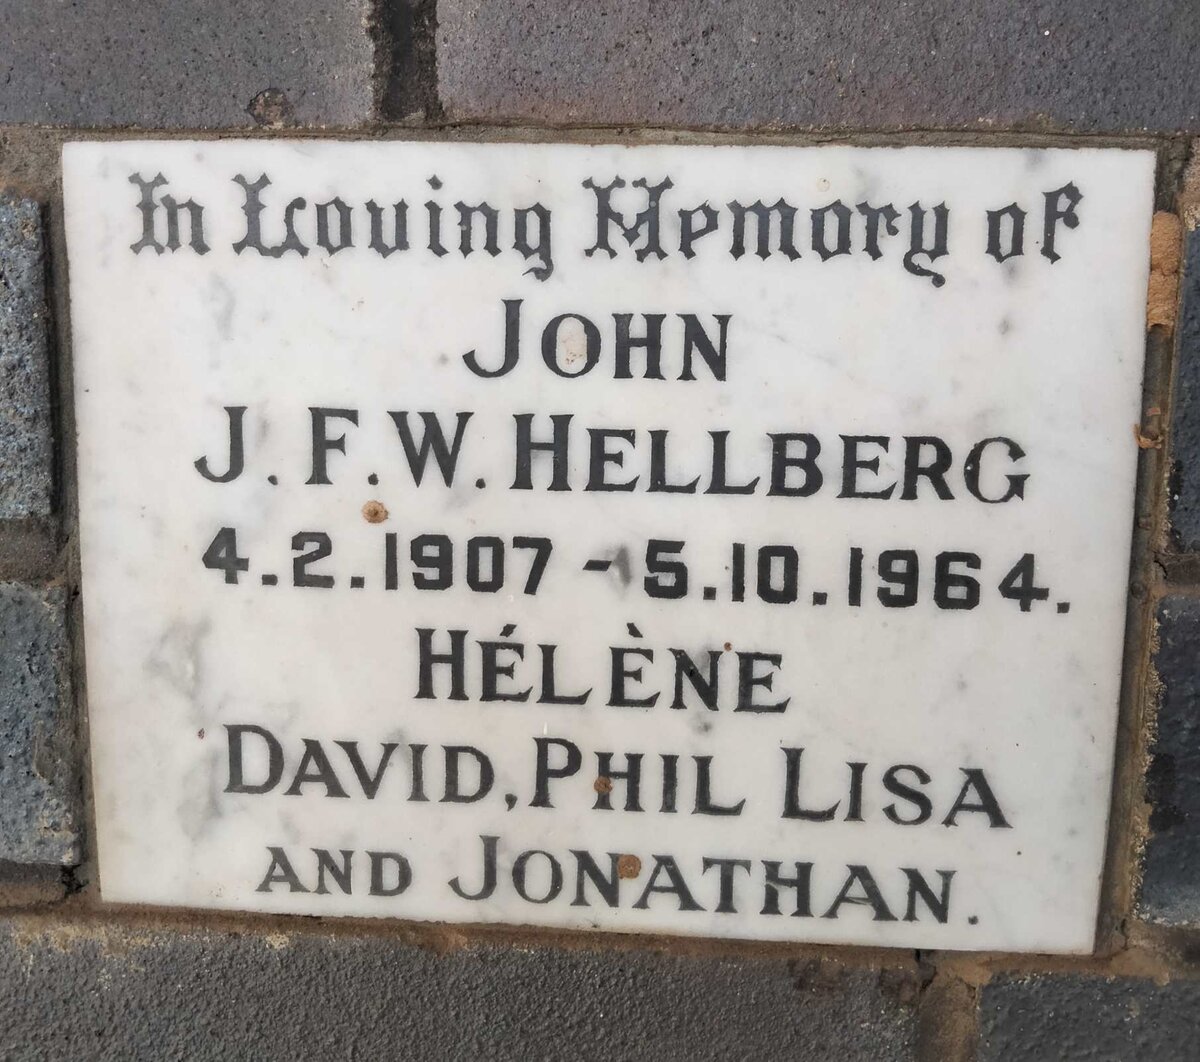 In Loving Memory of
JOHN
J.F.W. HELLBERG
4.2.1907 - 5.10.1964.
HÉLÈNE
DAVID, PHIL LISA
AND JONATHAN.